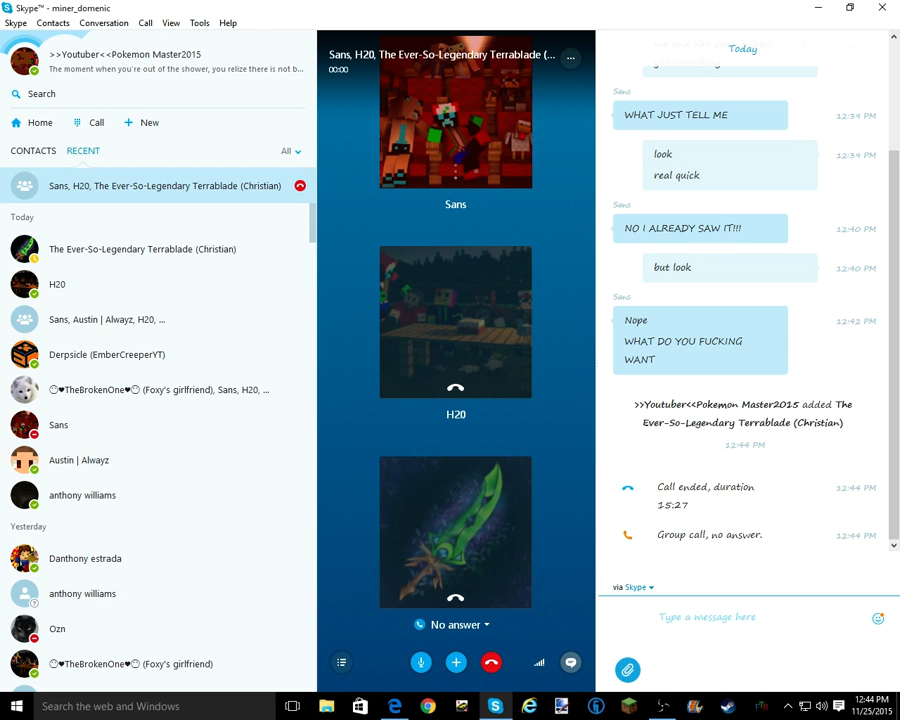 Skype™ - miner_domenic
Skype Contacts Conversation Call View Tools Help
>>Youtuber<<Pokemon Master2015
The moment when you're out of the shower, you relize there is not b...
Search
Home Call New
CONTACTS RECENT All
Sans, H20, The Ever-So-Legendary Terrablade (Christian)
Today
The Ever-So-Legendary Terrablade (Christian)
H20
Sans, Austin | Alwayz, H20, ...
Derpsicle (EmberCreeperYT)
♥TheBrokenOne♥ (Foxy's girlfriend), Sans, H20, ...
Sans
Austin | Alwayz
anthony williams
Yesterday
Danthony estrada
anthony williams
Ozn
♥TheBrokenOne♥ (Foxy's girlfriend)
Sans, H20, The Ever-So-Legendary Terrablade (...
00:00
Sans
H20
No answer
Today
Sans
WHAT JUST TELL ME 12:39 PM
look 12:39 PM
real quick
Sans
NO I ALREADY SAW IT!!! 12:40 PM
but look 12:40 PM
Sans
Nope 12:42 PM
WHAT DO YOU FUCKING
WANT
>>Youtuber<<Pokemon Master2015 added The
Ever-So-Legendary Terrablade (Christian)
12:44 PM
Call ended, duration 12:44 PM
15:27
Group call, no answer. 12:44 PM
via Skype
Type a message here
Search the web and Windows
12:44 PM
11/25/2015